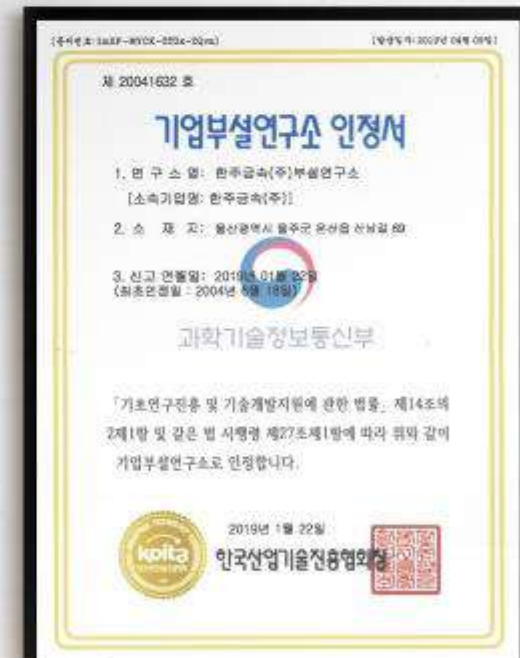 제 20041632 호
기업부설연구소 인정서
1. 연 구 소 명: 한주금속(주)부설연구소
[소속기업명: 한주금속(주)]
2. 소 재 지: 울산광역시 울주군 온산읍 산남길 69
3. 신고 연월일: 2019년 01월 22일
(최초인정일 : 2004년 6월 18일)
과학기술정보통신부
「기초연구진흥 및 기술개발지원에 관한 법률」 제14조의
2제1항 및 같은 법 시행령 제27조제1항에 따라 위와 같이
기업부설연구소로 인정합니다.
2019년 1월 22일
koita
한국산업기술진흥협회장